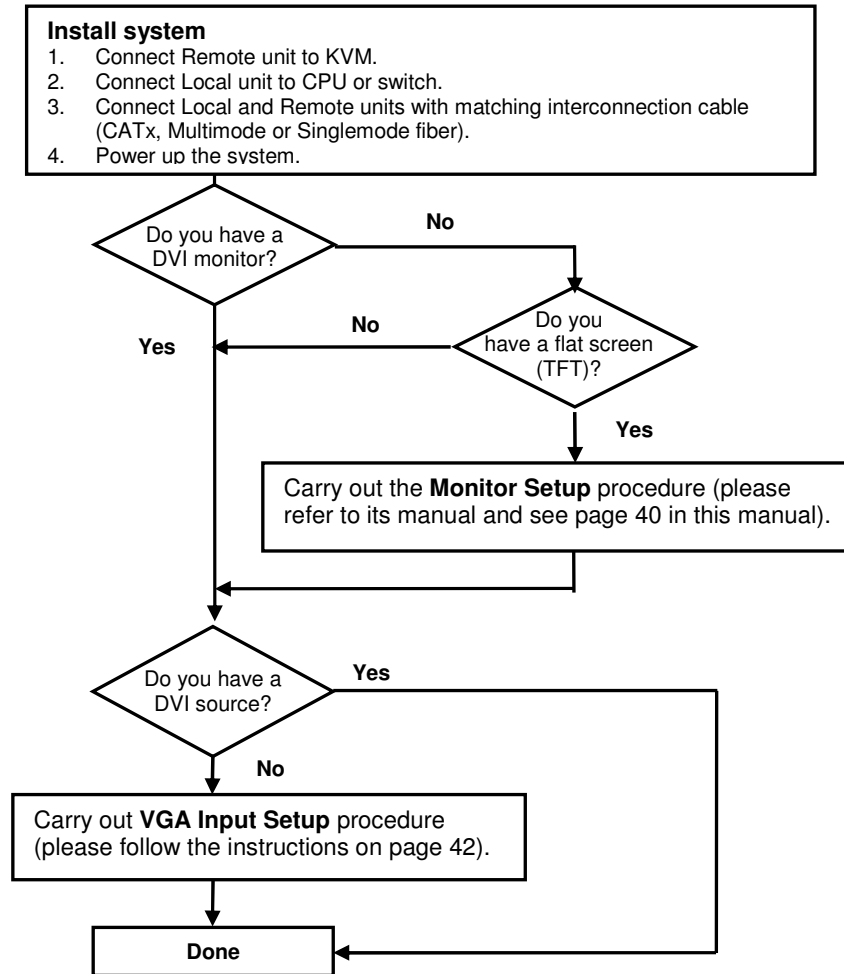 Install system
1. Connect Remote unit to KVM.
2. Connect Local unit to CPU or switch.
3. Connect Local and Remote units with matching interconnection cable
(CATx, Multimode or Singlemode fiber).
4. Power up the system.
Do you have a
DVI monitor?
No
Yes
No
Do you
have a flat screen
(TFT)?
Yes
Carry out the Monitor Setup procedure (please
refer to its manual and see page 40 in this manual).
Do you have a
DVI source?
Yes
No
Carry out VGA Input Setup procedure
(please follow the instructions on page 42).
Done